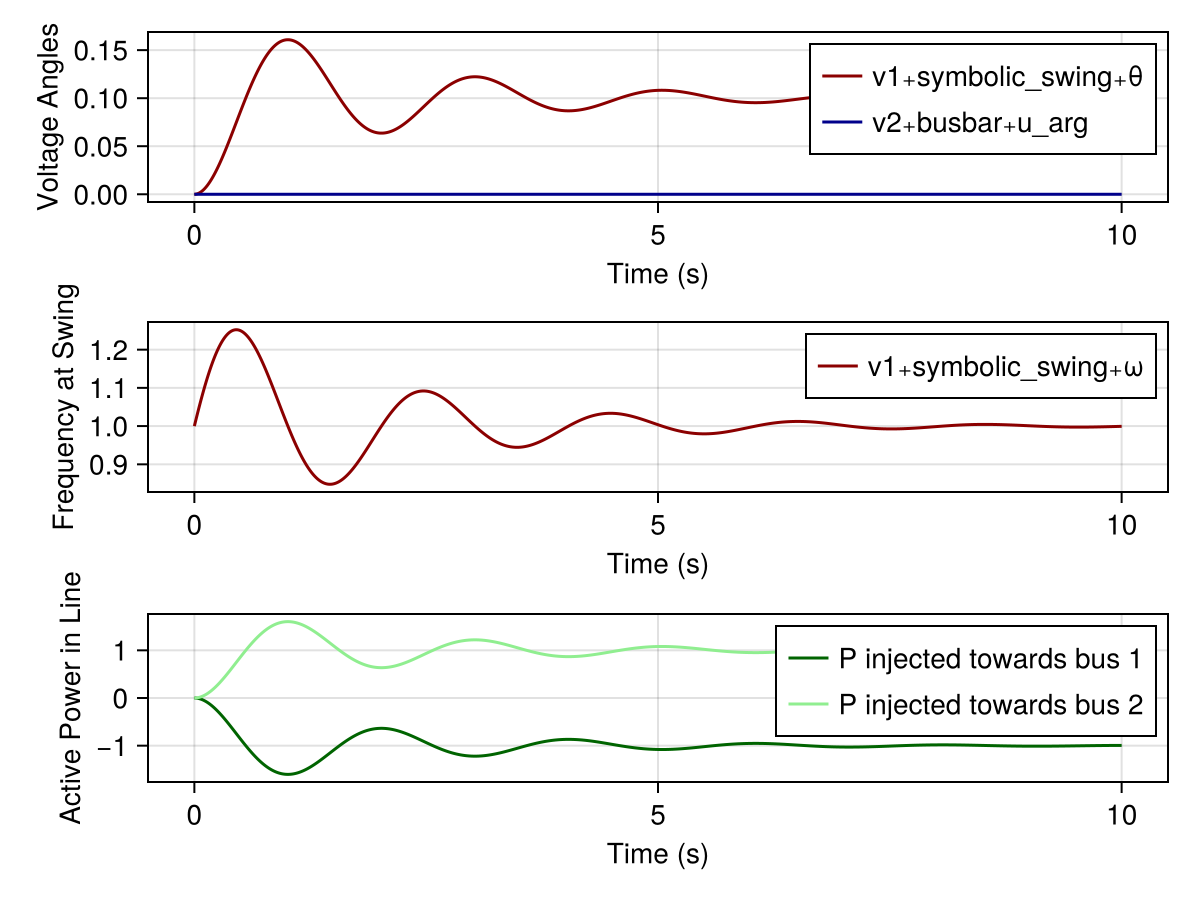 Voltage Angles
0.15
0.10
0.05
0.00
v1+symbolic_swing+θ
v2+busbar+u_arg
0
5
10
Time (s)
Frequency at Swing
1.2
1.1
1.0
0.9
v1+symbolic_swing+ω
0
5
10
Time (s)
Active Power in Line
1
0
−1
P injected towards bus 1
P injected towards bus 2
0
5
10
Time (s)